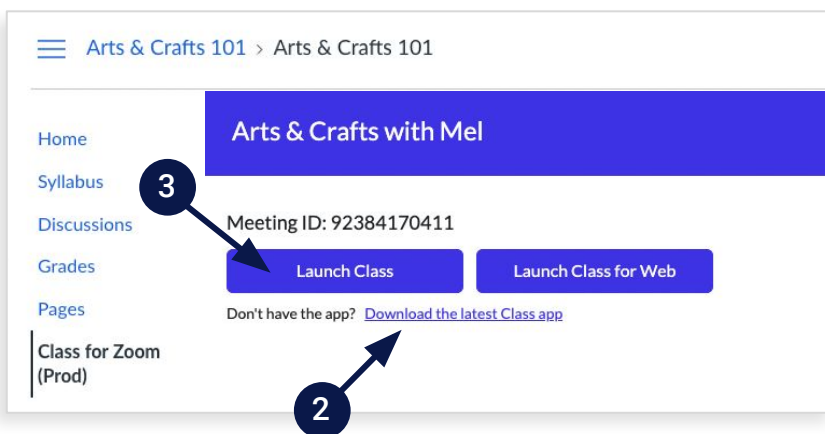 Arts & Crafts 101 > Arts & Crafts 101
Arts & Crafts with Mel
Home
Syllabus
Discussions
Grades
Pages
Class for Zoom
(Prod)
3
Meeting ID: 92384170411
Launch Class
Launch Class for Web
Don't have the app? Download the latest Class app
2